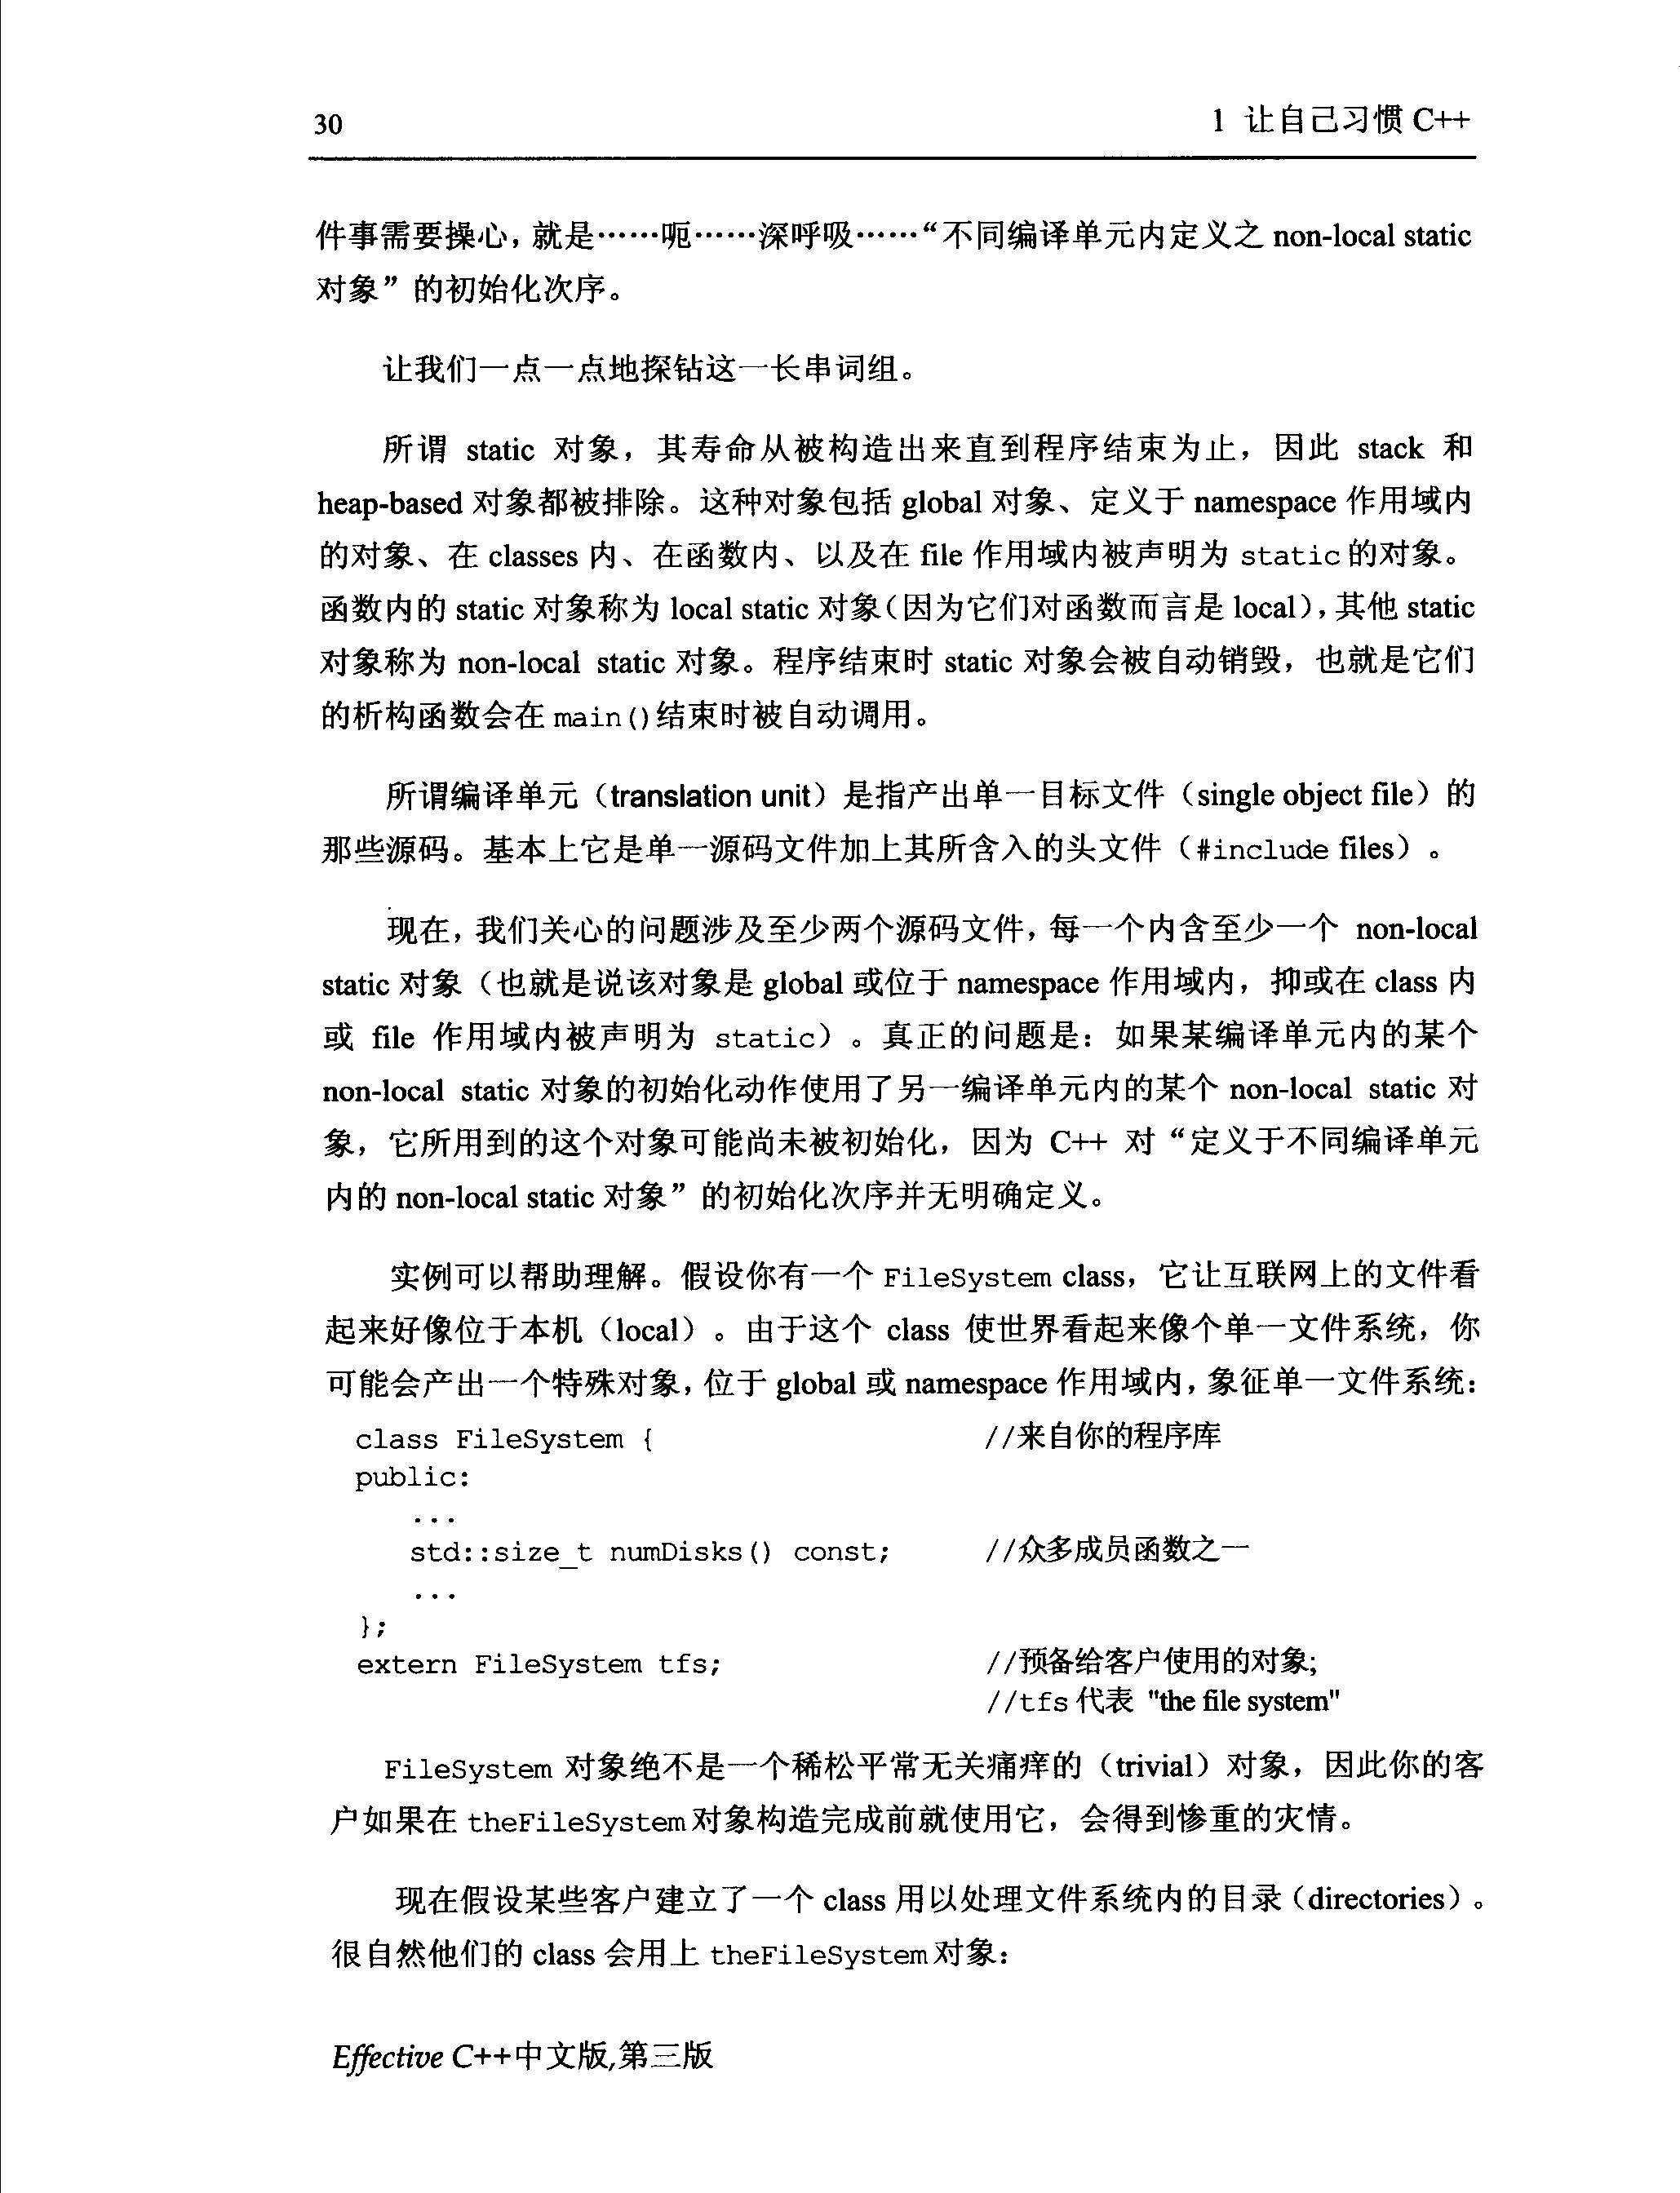 30
1 让自己习惯 C++
件事需要操心，就是……呃……深呼吸……“不同编译单元内定义之 non-local static
对象”的初始化次序。
让我们一点一点地探钻这一长串词组。
所谓 static 对象，其寿命从被构造出来直到程序结束为止，因此 stack 和
heap-based 对象都被排除。这种对象包括 global 对象、定义于 namespace 作用域内
的对象、在 classes 内、在函数内、以及在 file 作用域内被声明为 static 的对象。
函数内的 static 对象称为 local static 对象（因为它们对函数而言是 local），其他 static
对象称为 non-local static 对象。程序结束时 static 对象会被自动销毁，也就是它们
的析构函数会在 main()结束时被自动调用。
所谓编译单元（translation unit）是指产出单一目标文件（single object file）的
那些源码。基本上它是单一源码文件加上其所含入的头文件（#include files）。
现在，我们关心的问题涉及至少两个源码文件，每一个内含至少一个 non-local
static 对象（也就是说该对象是 global 或位于 namespace 作用域内，抑或在 class 内
或 file 作用域内被声明为 static）。真正的问题是：如果某编译单元内的某个
non-local static 对象的初始化动作使用了另一编译单元内的某个 non-local static 对
象，它所用到的这个对象可能尚未被初始化，因为 C++ 对“定义于不同编译单元
内的 non-local static 对象”的初始化次序并无明确定义。
实例可以帮助理解。假设你有一个 FileSystem class，它让互联网上的文件看
起来好像位于本机（local）。由于这个 class 使世界看起来像个单一文件系统，你
可能会产出一个特殊对象，位于 global 或 namespace 作用域内，象征单一文件系统：
class FileSystem { //来自你的程序库
public:
...
std::size_t numDisks() const; //众多成员函数之一
...
};
extern FileSystem tfs; //预备给客户使用的对象;
//tfs 代表 "the file system"
FileSystem 对象绝不是一个稀松平常无关痛痒的（trivial）对象，因此你的客
户如果在 theFileSystem 对象构造完成前就使用它，会得到惨重的灾情。
现在假设某些客户建立了一个 class 用以处理文件系统内的目录（directories）。
很自然他们的 class 会用上 theFileSystem 对象：
Effective C++中文版,第三版